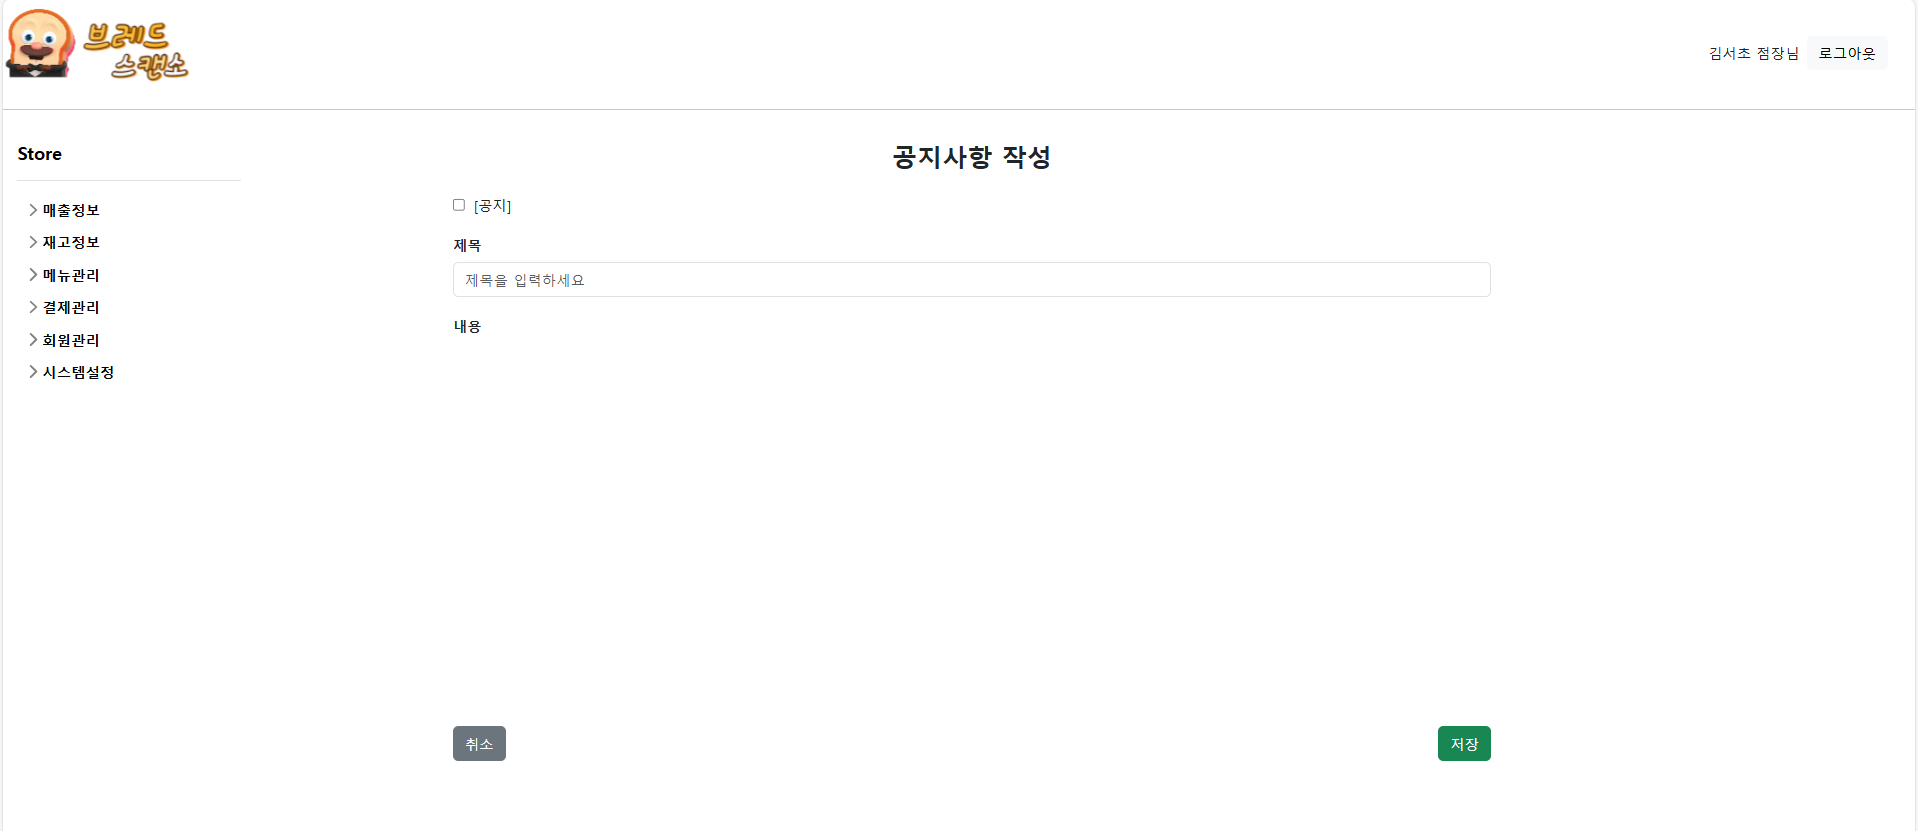 브레드
스캔소
김서초 점장님 로그아웃
Store
매출정보
재고정보
메뉴관리
결제관리
회원관리
시스템설정
공지사항 작성
[공지]
제목
제목을 입력하세요
내용
취소
저장